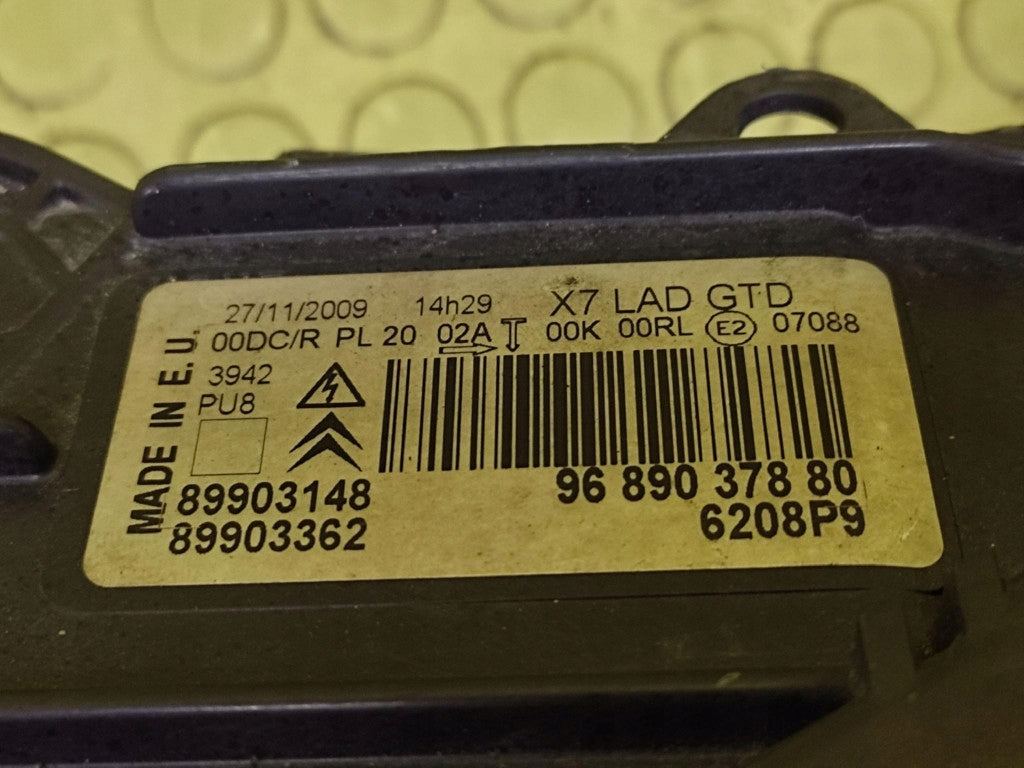 27/11/2009 14h29 X7 LAD GTD
00DC/R PL 20 02A 00K 00RL E2 07088
MADE IN E.U.
3942
PU8
89903148
89903362
96 890 378 80
6208P9